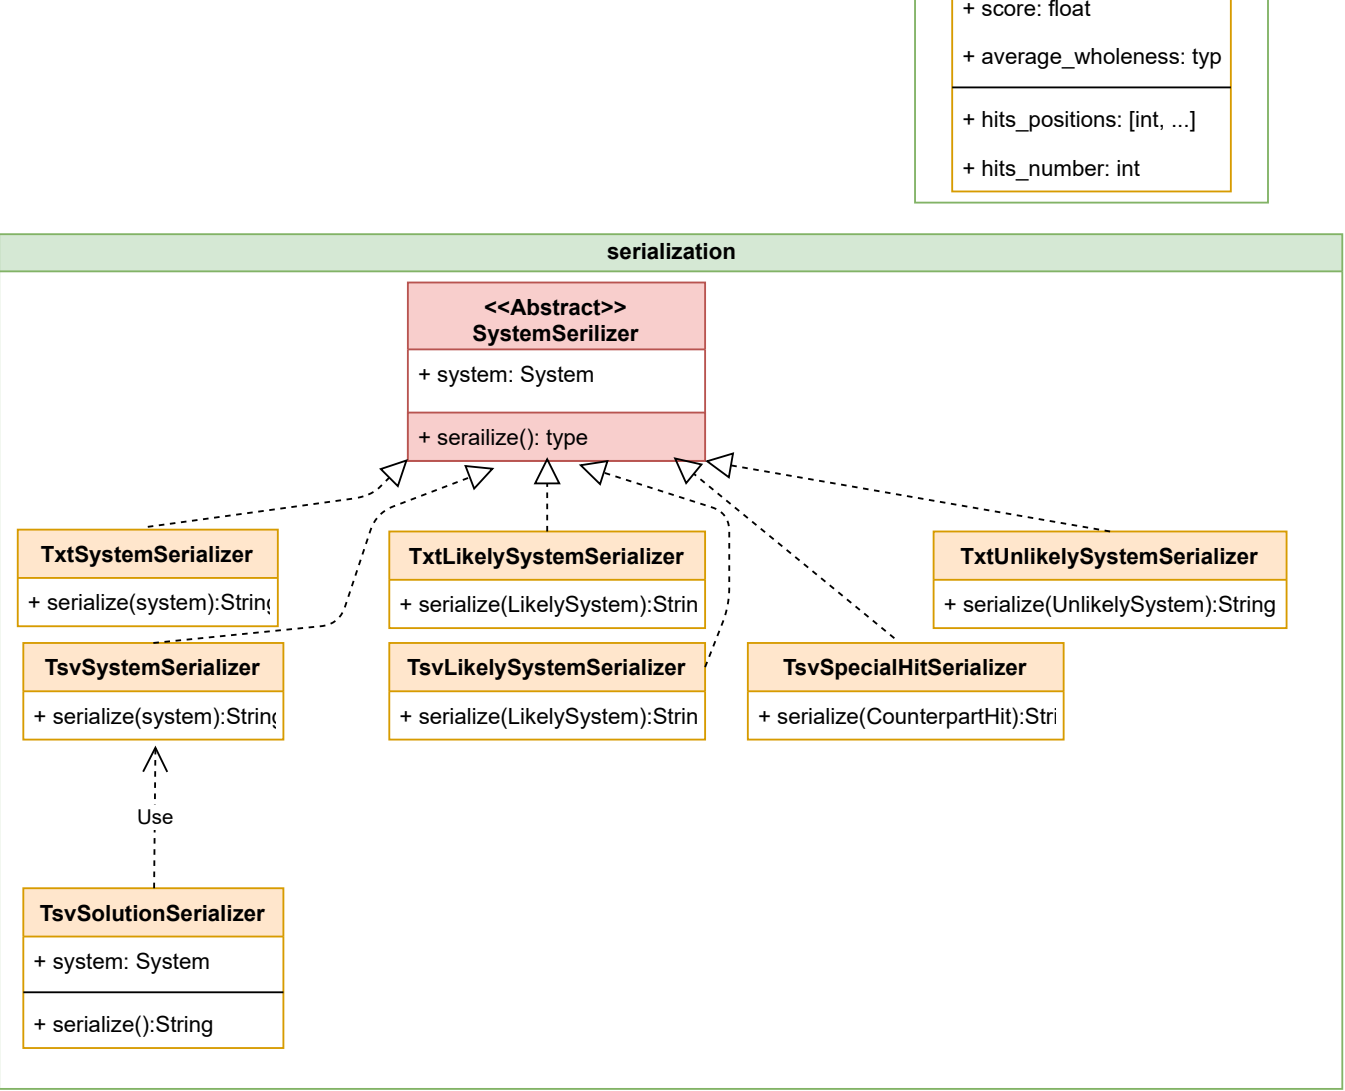 + score: float
+ average_wholeness: typ
+ hits_positions: [int, ...]
+ hits_number: int
serialization
<<Abstract>>
SystemSerilizer
+ system: System
+ serailize(): type
TxtSystemSerializer
+ serialize(system):String
TxtLikelySystemSerializer
+ serialize(LikelySystem):Strin
TxtUnlikelySystemSerializer
+ serialize(UnlikelySystem):String
TsvSystemSerializer
+ serialize(system):String
TsvLikelySystemSerializer
+ serialize(LikelySystem):Strin
TsvSpecialHitSerializer
+ serialize(CounterpartHit):Stri
Use
TsvSolutionSerializer
+ system: System
+ serialize():String